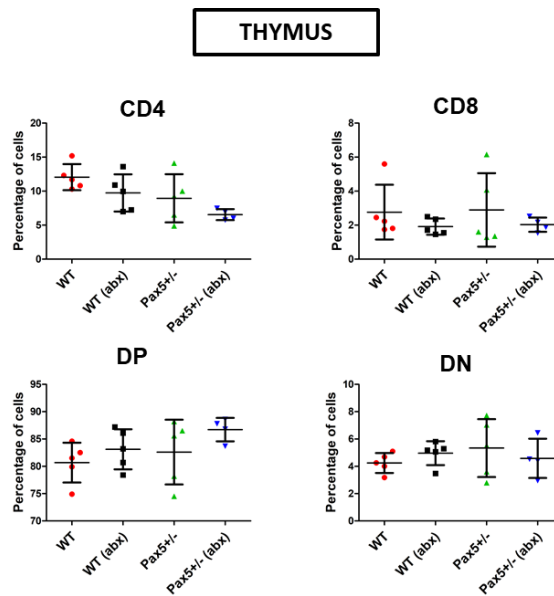 THYMUS
CD4
Percentage of cells
20
15
10
5
0
WT
WT (abx)
Pax5+/-
Pax5+/- (abx)
CD8
Percentage of cells
8
6
4
2
0
WT
WT (abx)
Pax5+/-
Pax5+/- (abx)
DP
Percentage of cells
95
90
85
80
75
70
WT
WT (abx)
Pax5+/-
Pax5+/- (abx)
DN
Percentage of cells
10
8
6
4
2
0
WT
WT (abx)
Pax5+/-
Pax5+/- (abx)